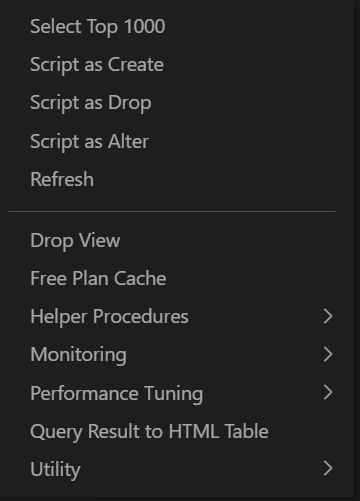 Select Top 1000
Script as Create
Script as Drop
Script as Alter
Refresh
Drop View
Free Plan Cache
Helper Procedures
Monitoring
Performance Tuning
Query Result to HTML Table
Utility